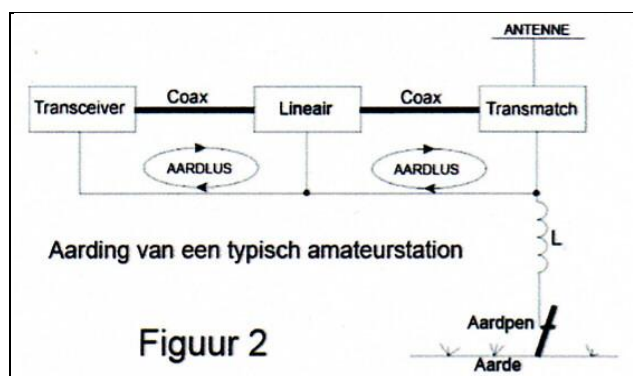 ANTENNE
Transceiver
Coax
Lineair
Coax
Transmatch
AARDLUS
AARDLUS
L
Aarding van een typisch amateurstation
Aardpen
Figuur 2
Aarde